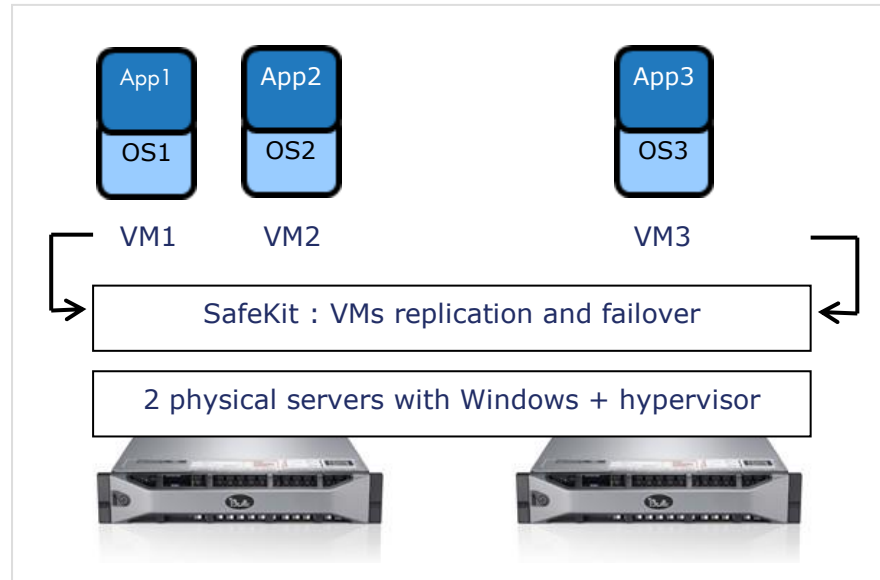 App1 App2 App3
OS1 OS2 OS3
VM1 VM2 VM3
SafeKit : VMs replication and failover
2 physical servers with Windows + hypervisor